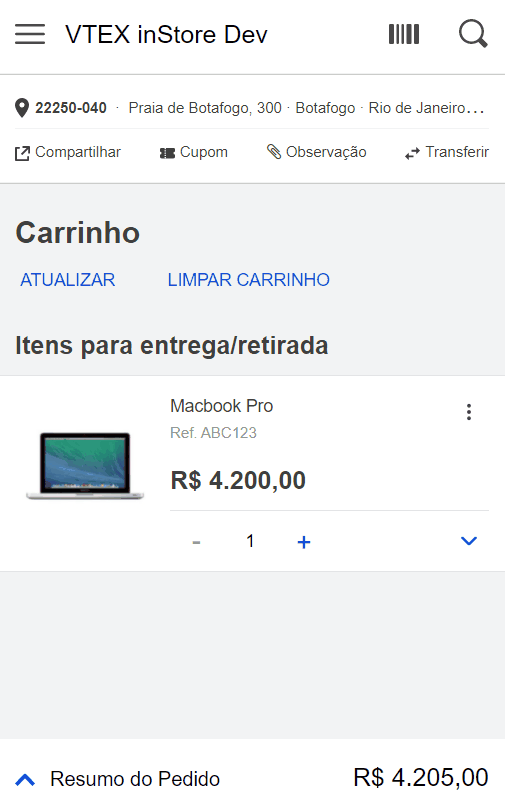 VTEX inStore Dev
22250-040 · Praia de Botafogo, 300 · Botafogo · Rio de Janeiro...
Compartilhar Cupom Observação Transferir
Carrinho
ATUALIZAR LIMPAR CARRINHO
Itens para entrega/retirada
Macbook Pro
Ref. ABC123
R$ 4.200,00
- 1 +
Resumo do Pedido R$ 4.205,00